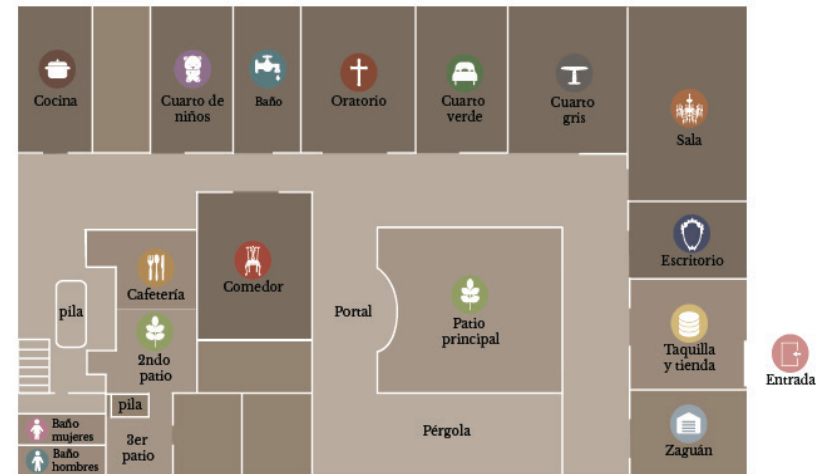 Cocina
Cuarto de
niños
Baño
Oratorio
Cuarto
verde
Cuarto
gris
Sala
Escritorio
Cafetería
Comedor
pila
Portal
Patio
principal
Taquilla
y tienda
Entrada
2ndo
patio
pila
Baño
mujeres
3er
patio
Baño
hombres
Pérgola
Zaguán